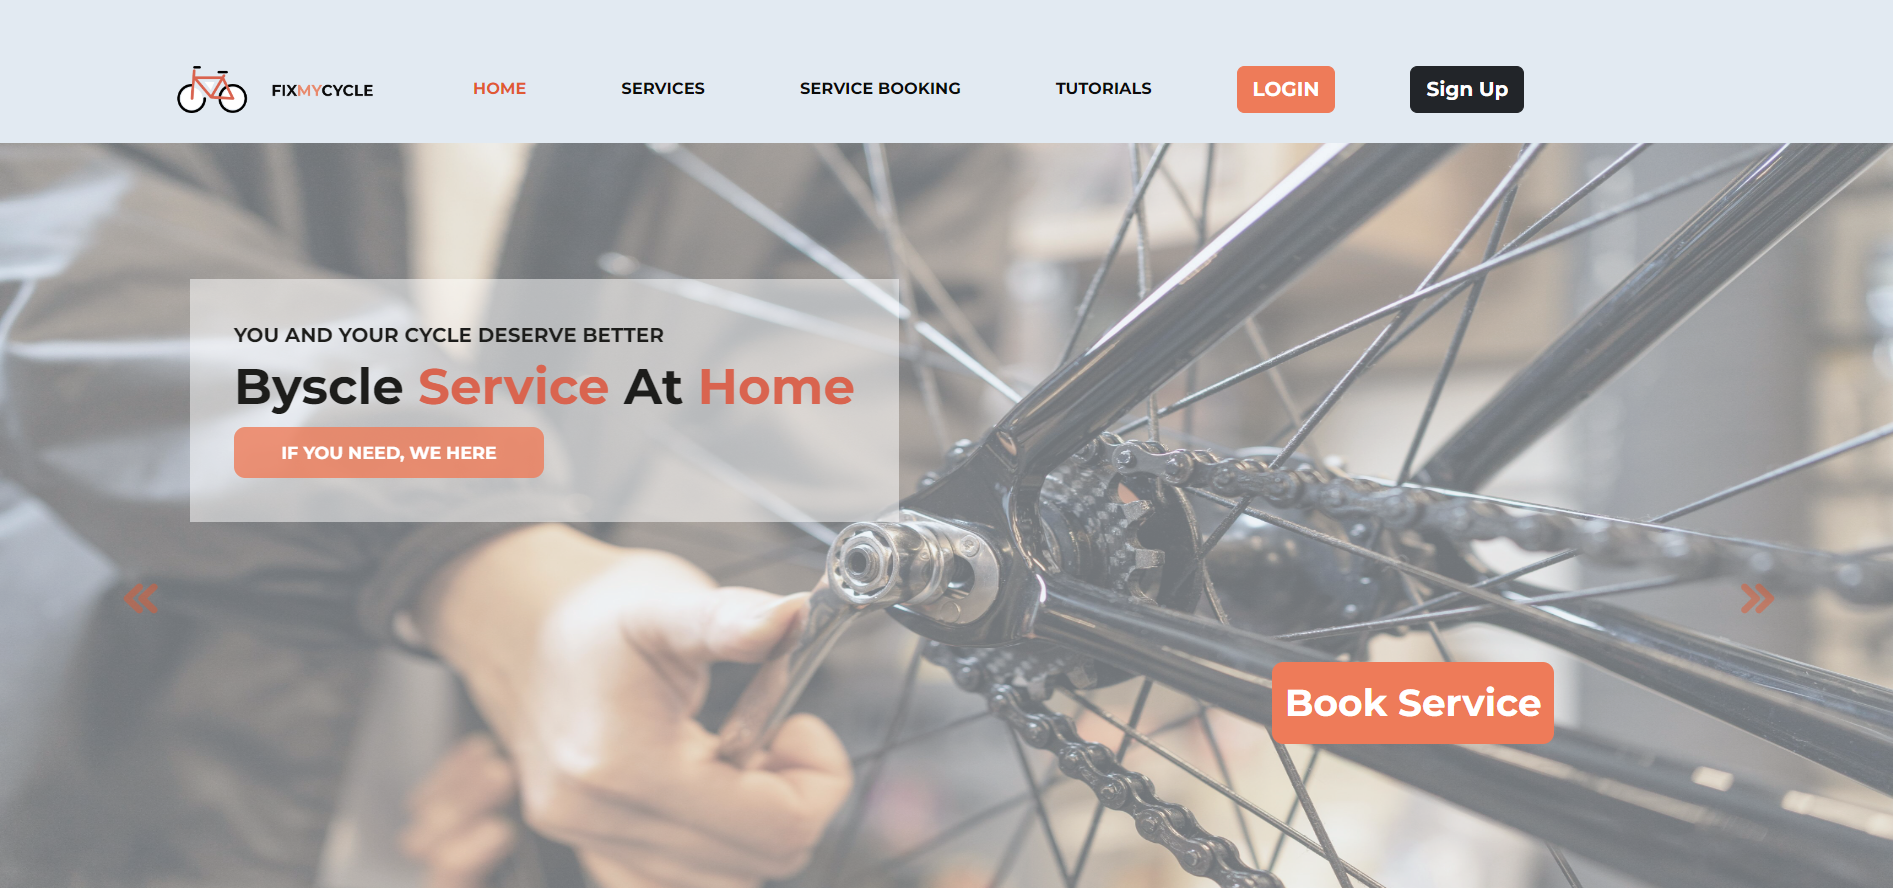 FIXMYCYCLE
HOME
SERVICES
SERVICE BOOKING
TUTORIALS
LOGIN
Sign Up
YOU AND YOUR CYCLE DESERVE BETTER
Byscle Service At Home
IF YOU NEED, WE HERE
Book Service